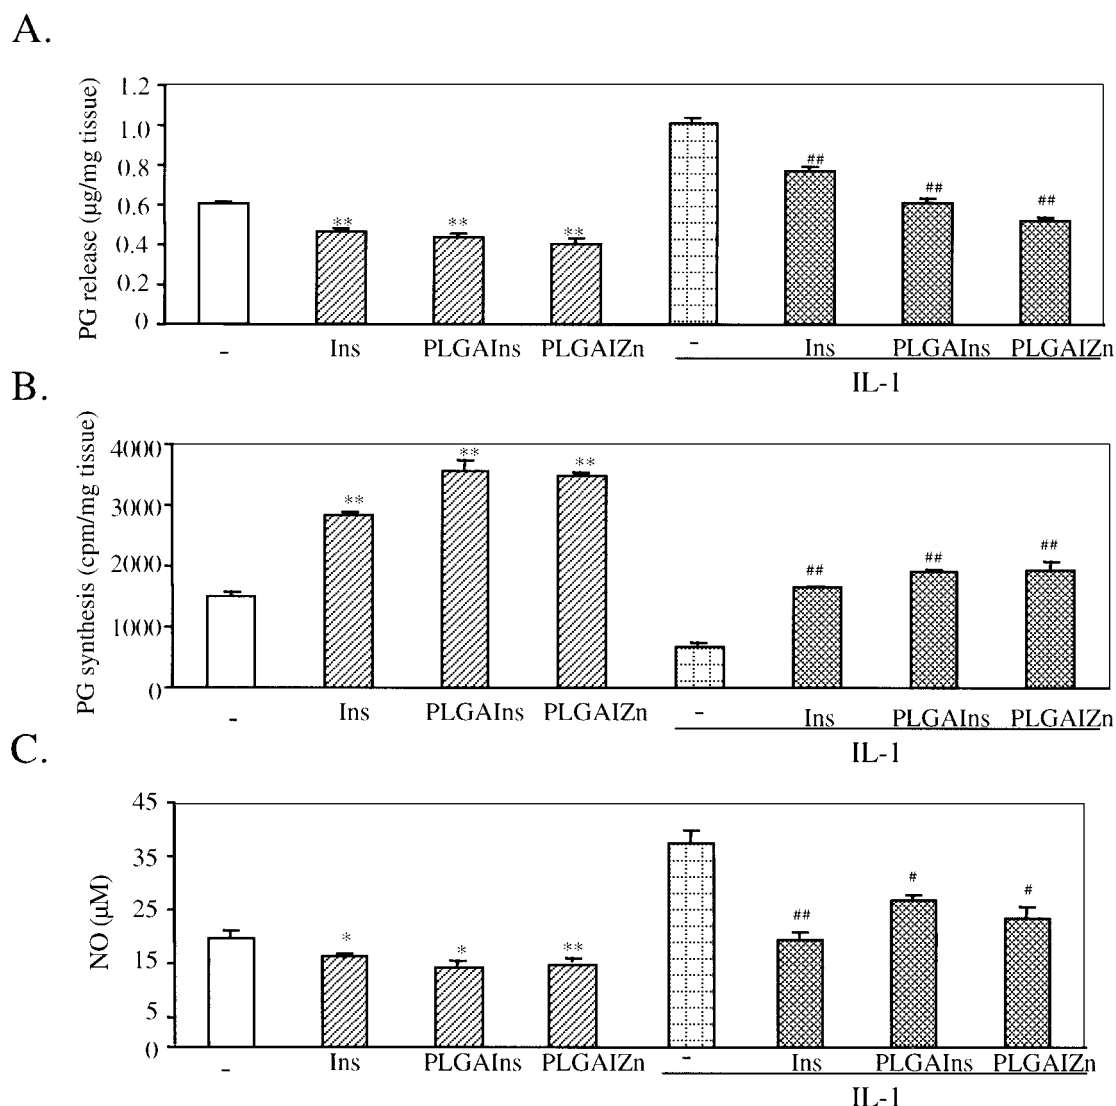 A.
PG release (µg/mg tissue)
1.2
1.0
0.8
0.6
0.4
0.2
0
** ** ** ## ## ##
- Ins PLGAIns PLGAIZn - Ins PLGAIns PLGAIZn
IL-1
B.
PG synthesis (cpm/mg tissue)
4000
3000
2000
1000
0
** ** ** ## ## ##
- Ins PLGAIns PLGAIZn - Ins PLGAIns PLGAIZn
IL-1
C.
NO (µM)
45
35
25
15
5
0
* * ** ## # #
- Ins PLGAIns PLGAIZn - Ins PLGAIns PLGAIZn
IL-1